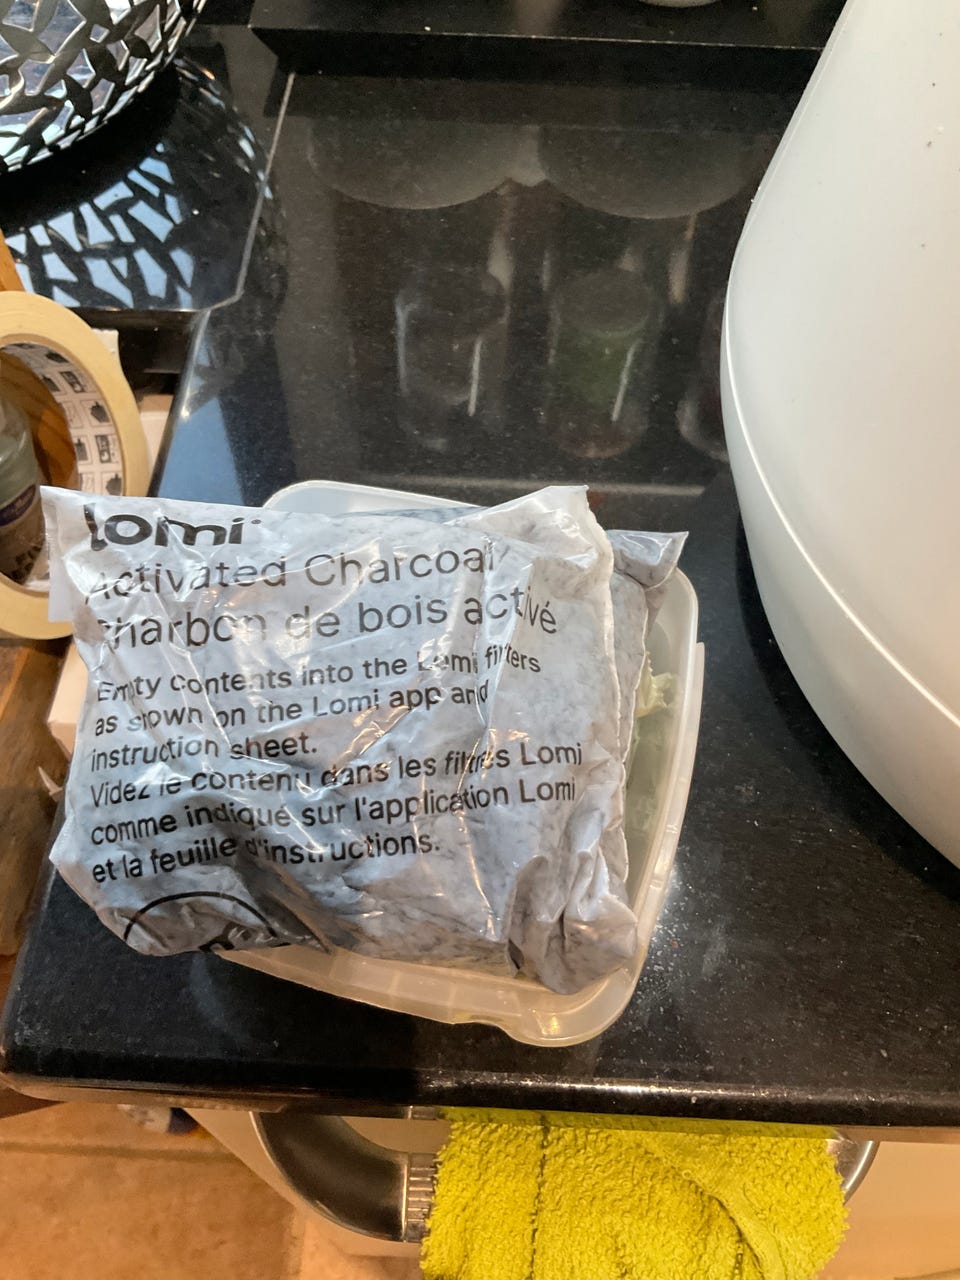 lomi
Activated Charcoal
charbon de bois activé
Empty contents into the Lomi filters
as shown on the Lomi app and
instruction sheet.
Videz le contenu dans les filtres Lomi
comme indiqué sur l'application Lomi
et la feuille d'instructions.